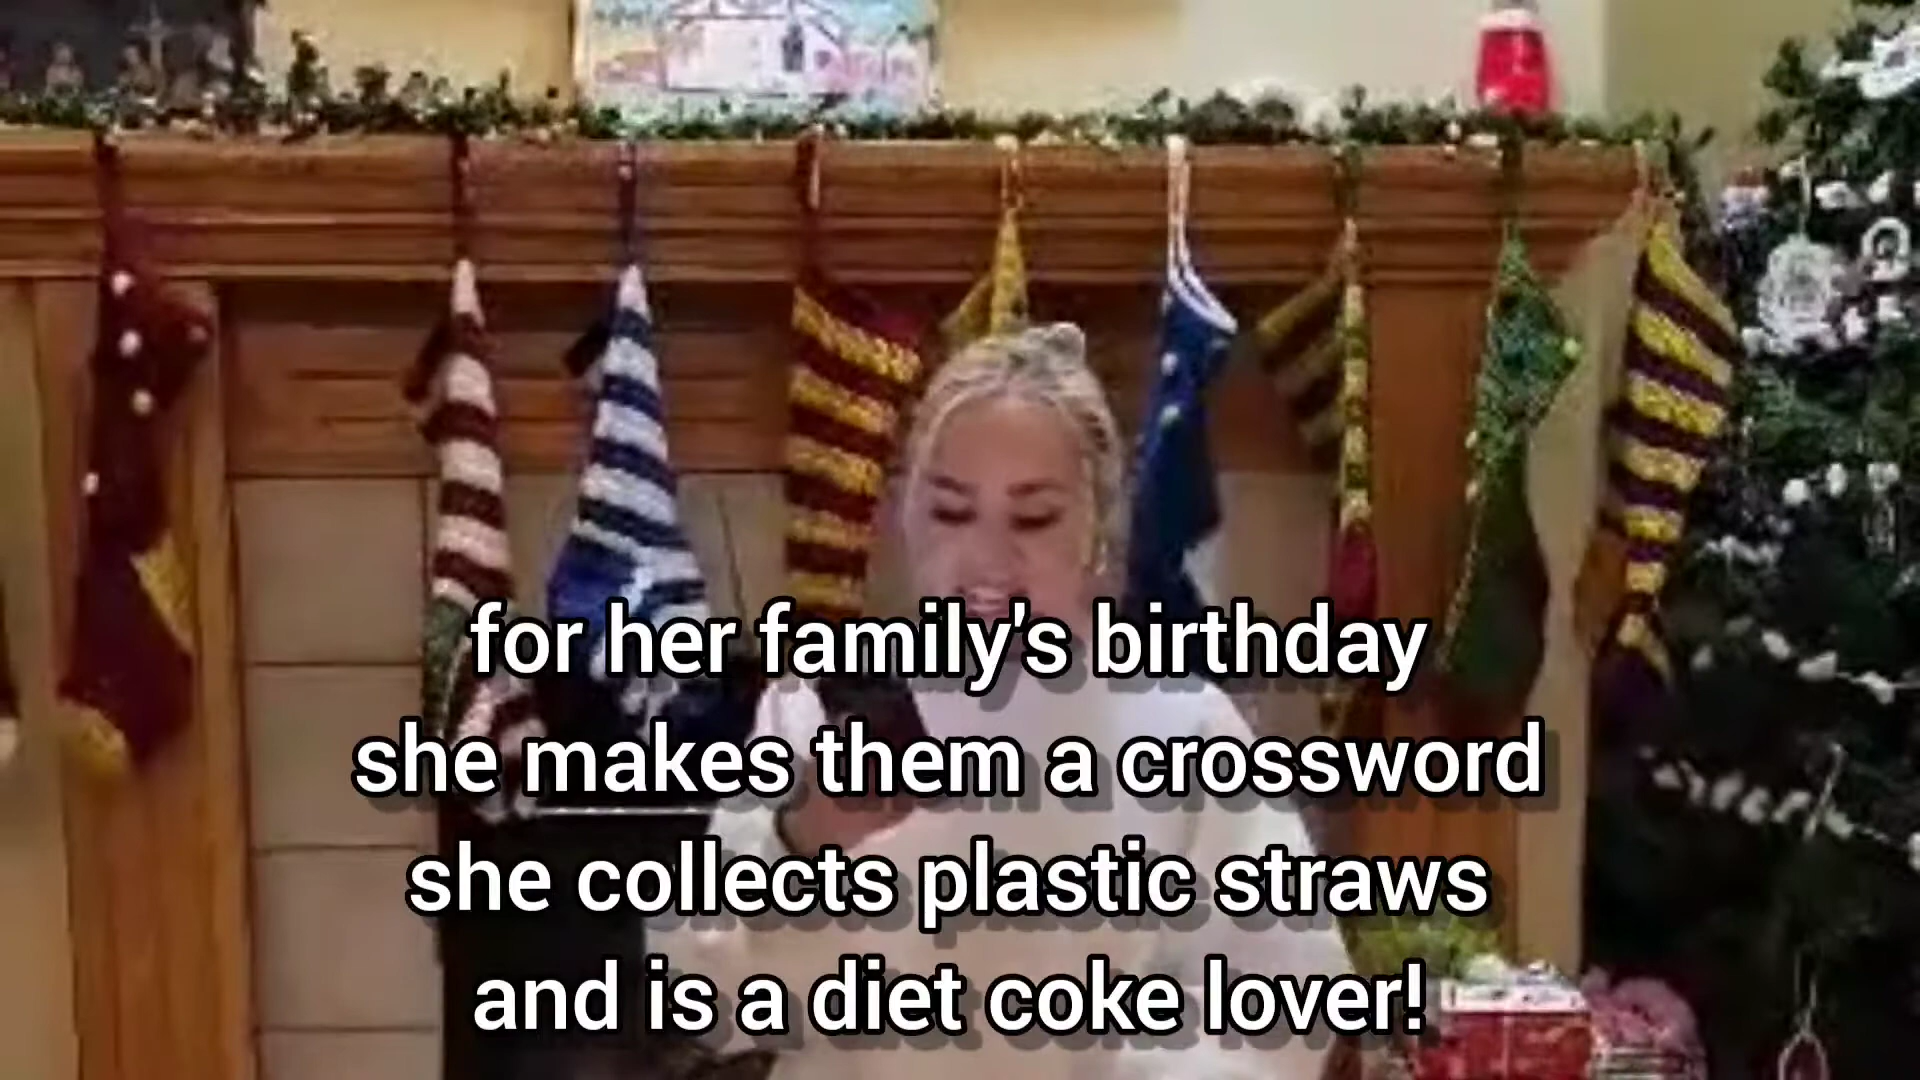 for her family's birthday
she makes them a crossword
she collects plastic straws
and is a diet coke lover!